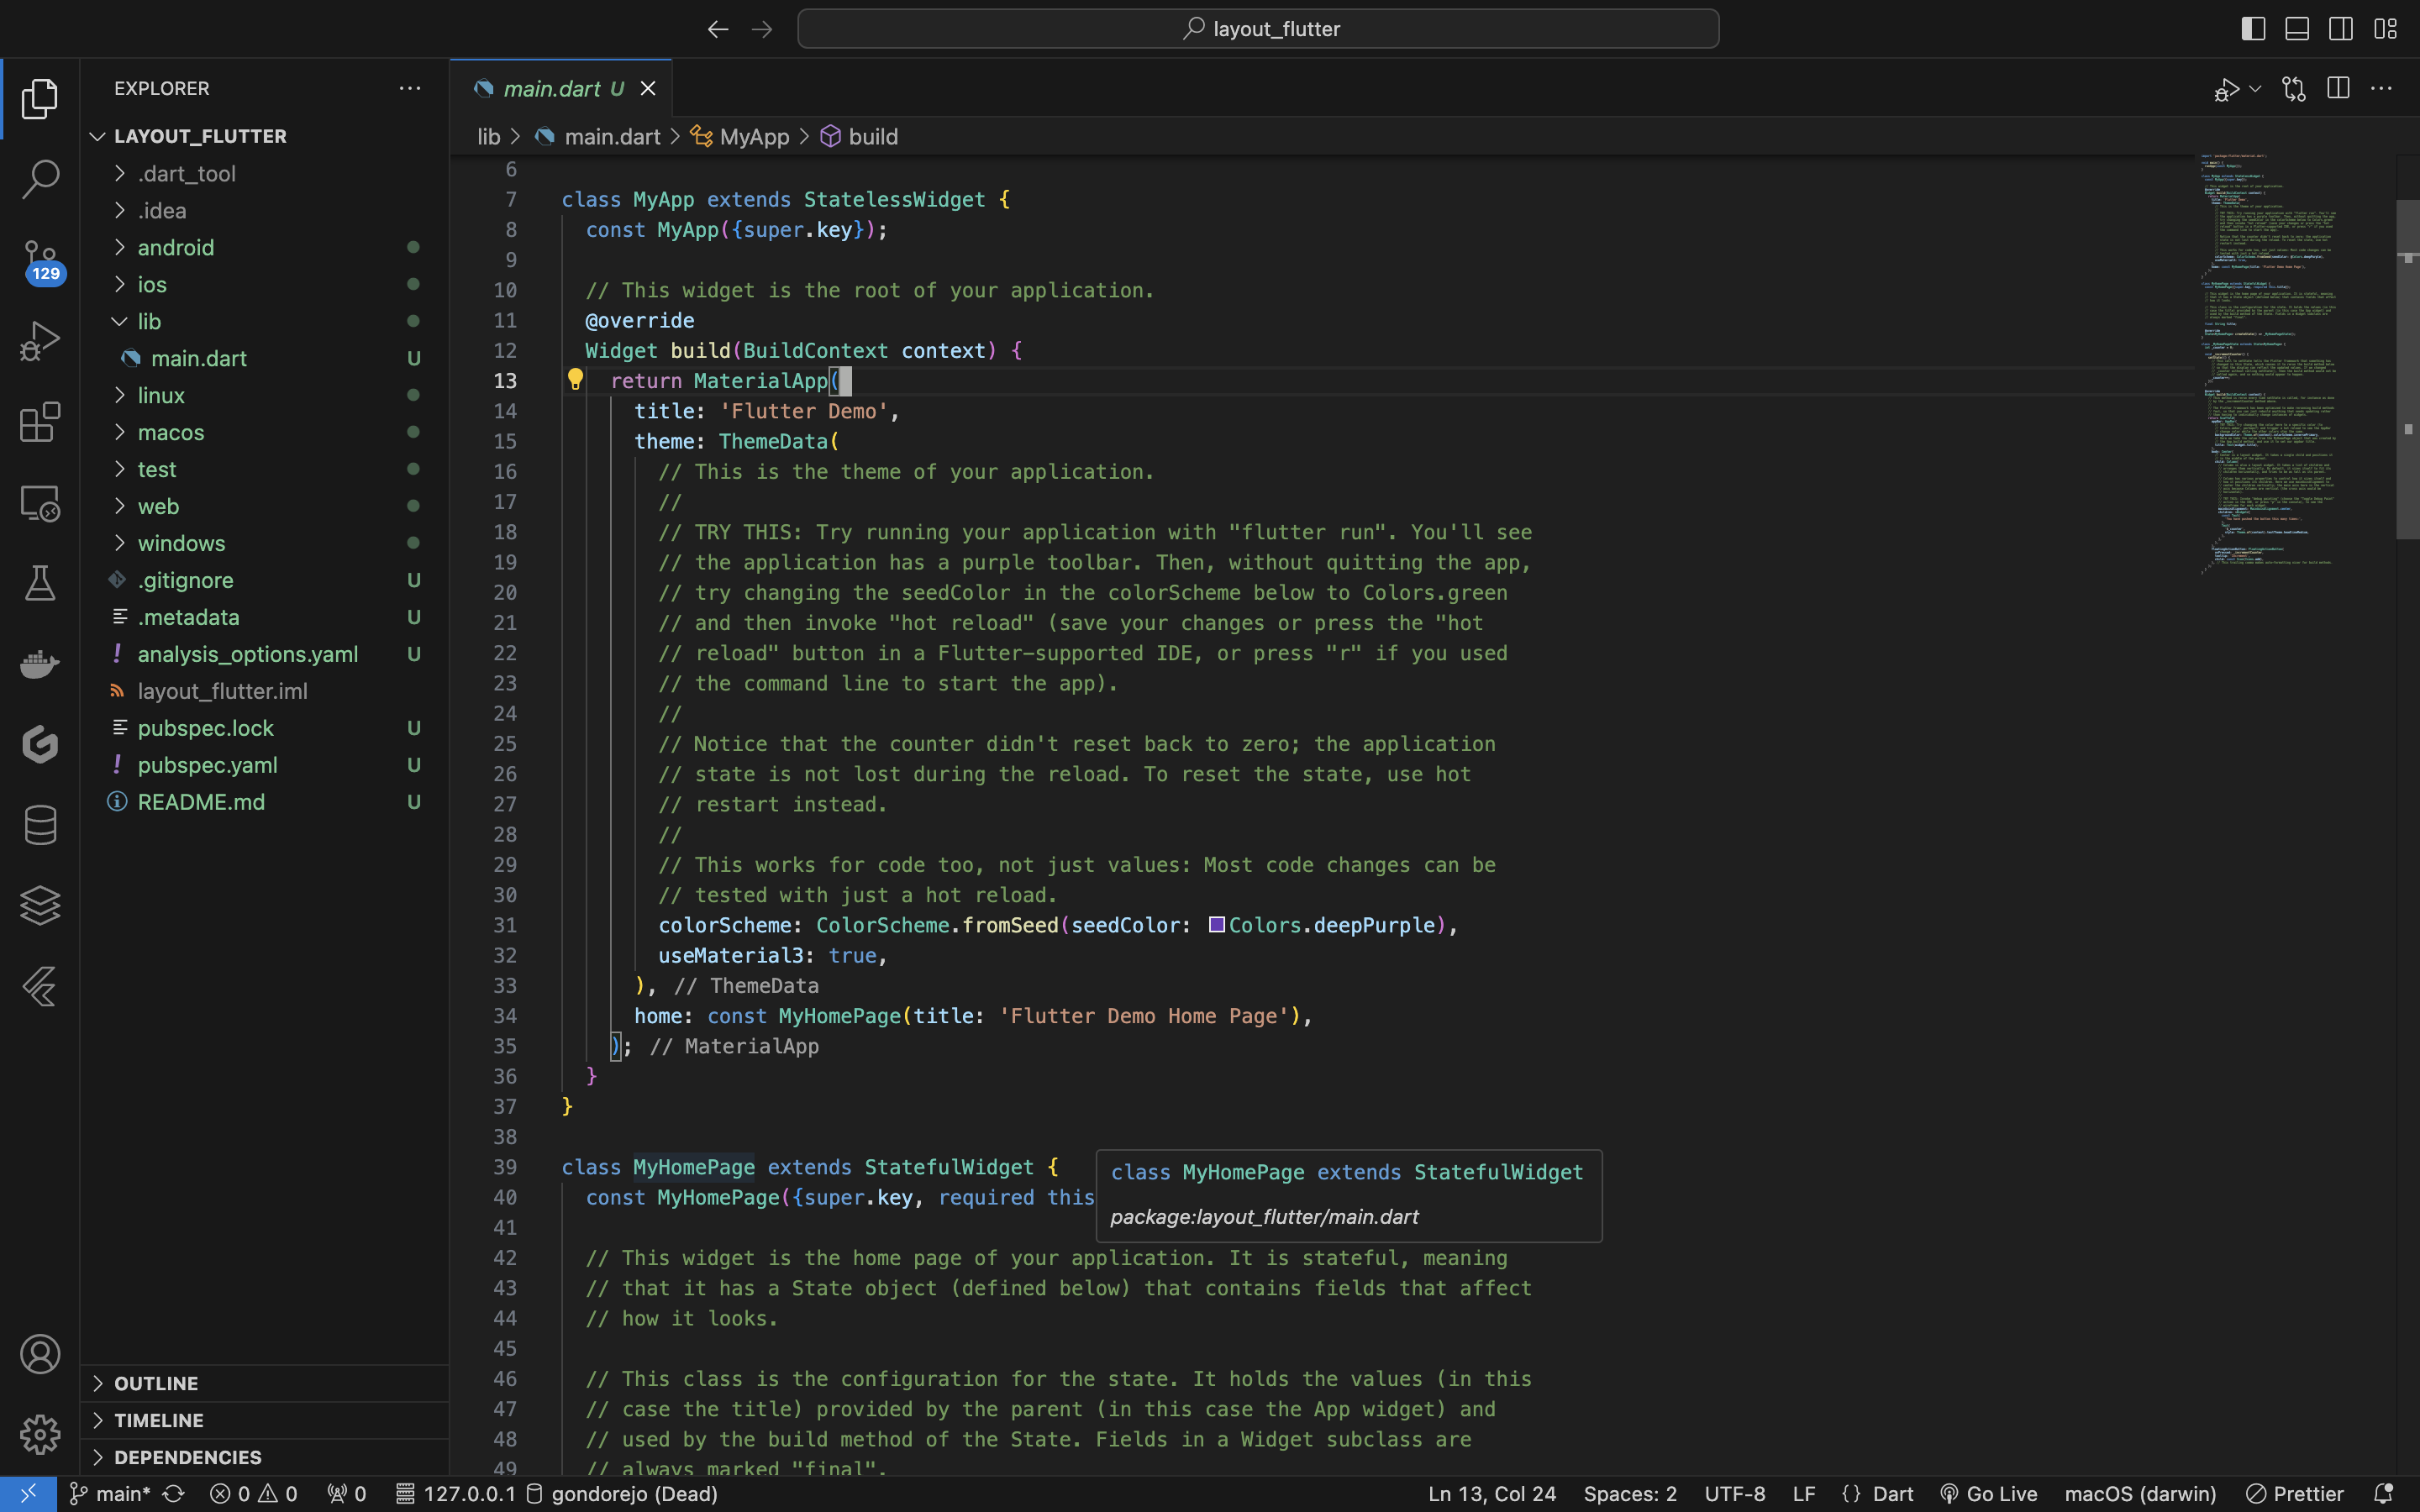 layout_flutter
EXPLORER
LAYOUT_FLUTTER
.dart_tool
.idea
android
ios
lib
main.dart U
linux
macos
test
web
windows
.gitignore U
.metadata U
analysis_options.yaml U
layout_flutter.iml
pubspec.lock U
pubspec.yaml U
README.md U
129
OUTLINE
TIMELINE
DEPENDENCIES
main.dart U
lib > main.dart > MyApp > build
6
7 class MyApp extends StatelessWidget {
8 const MyApp({super.key});
9
10 // This widget is the root of your application.
11 @override
12 Widget build(BuildContext context) {
13 return MaterialApp(
14 title: 'Flutter Demo',
15 theme: ThemeData(
16 // This is the theme of your application.
17 //
18 // TRY THIS: Try running your application with "flutter run". You'll see
19 // the application has a purple toolbar. Then, without quitting the app,
20 // try changing the seedColor in the colorScheme below to Colors.green
21 // and then invoke "hot reload" (save your changes or press the "hot
22 // reload" button in a Flutter-supported IDE, or press "r" if you used
23 // the command line to start the app).
24 //
25 // Notice that the counter didn't reset back to zero; the application
26 // state is not lost during the reload. To reset the state, use hot
27 // restart instead.
28 //
29 // This works for code too, not just values: Most code changes can be
30 // tested with just a hot reload.
31 colorScheme: ColorScheme.fromSeed(seedColor: Colors.deepPurple),
32 useMaterial3: true,
33 ), // ThemeData
34 home: const MyHomePage(title: 'Flutter Demo Home Page'),
35 ); // MaterialApp
36 }
37 }
38
39 class MyHomePage extends StatefulWidget {
40 const MyHomePage({super.key, required this
class MyHomePage extends StatefulWidget
package:layout_flutter/main.dart
41
42 // This widget is the home page of your application. It is stateful, meaning
43 // that it has a State object (defined below) that contains fields that affect
44 // how it looks.
45
46 // This class is the configuration for the state. It holds the values (in this
47 // case the title) provided by the parent (in this case the App widget) and
48 // used by the build method of the State. Fields in a Widget subclass are
49 // always marked "final".
main* 0 0 0 127.0.0.1 gondorejo (Dead) Ln 13, Col 24 Spaces: 2 UTF-8 LF {} Dart Go Live macOS (darwin) Prettier